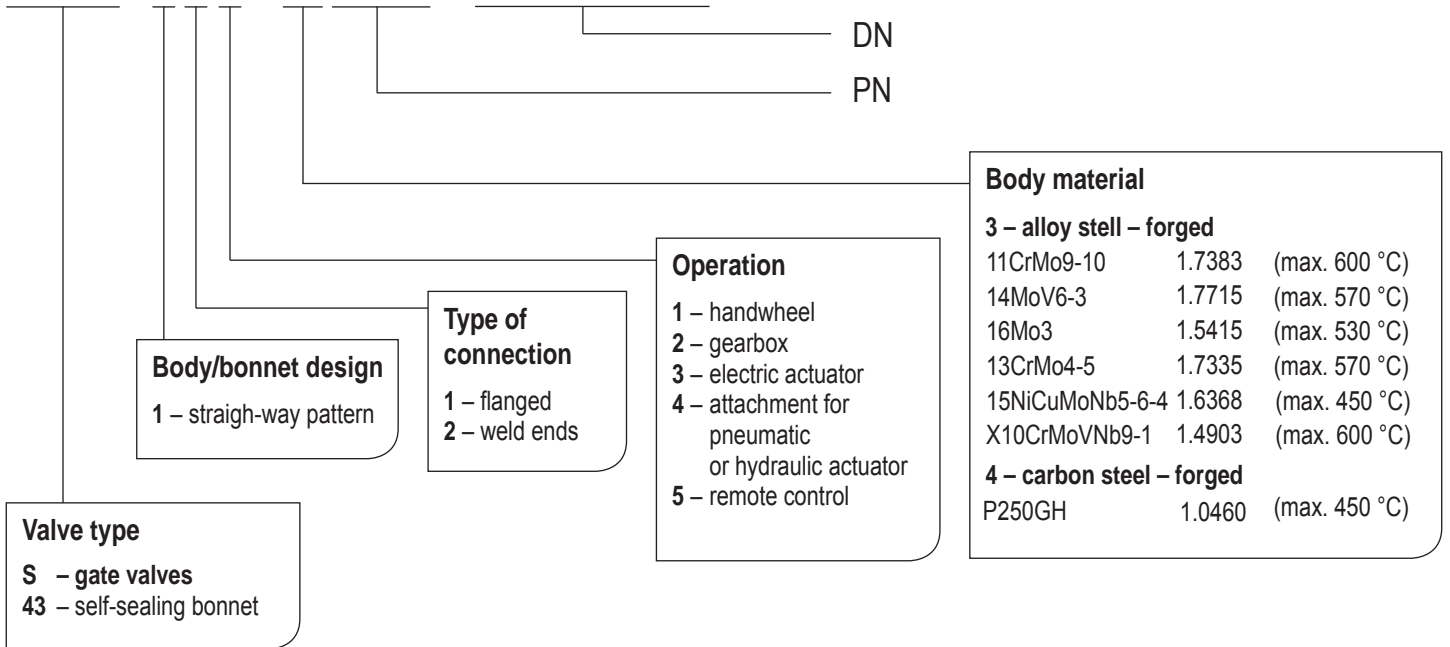 DN
PN
Body material
3 – alloy stell – forged
11CrMo9-10 1.7383 (max. 600 °C)
14MoV6-3 1.7715 (max. 570 °C)
16Mo3 1.5415 (max. 530 °C)
13CrMo4-5 1.7335 (max. 570 °C)
15NiCuMoNb5-6-4 1.6368 (max. 450 °C)
X10CrMoVNb9-1 1.4903 (max. 600 °C)
4 – carbon steel – forged
P250GH 1.0460 (max. 450 °C)
Operation
1 – handwheel
2 – gearbox
3 – electric actuator
4 – attachment for
pneumatic
or hydraulic actuator
5 – remote control
Type of
connection
1 – flanged
2 – weld ends
Body/bonnet design
1 – straigh-way pattern
Valve type
S – gate valves
43 – self-sealing bonnet